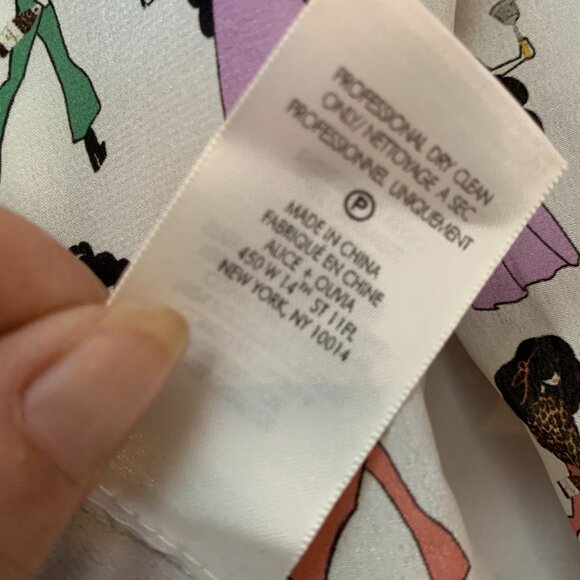 PROFESSIONAL DRY CLEAN
ONLY/ NETTOYAGE A SEC
PROFESSIONNEL UNIQUEMENT
P
MADE IN CHINA
FABRIQUE EN CHINE
ALICE + OLIVIA
450 W 14TH ST 11FL
NEW YORK, NY 10014